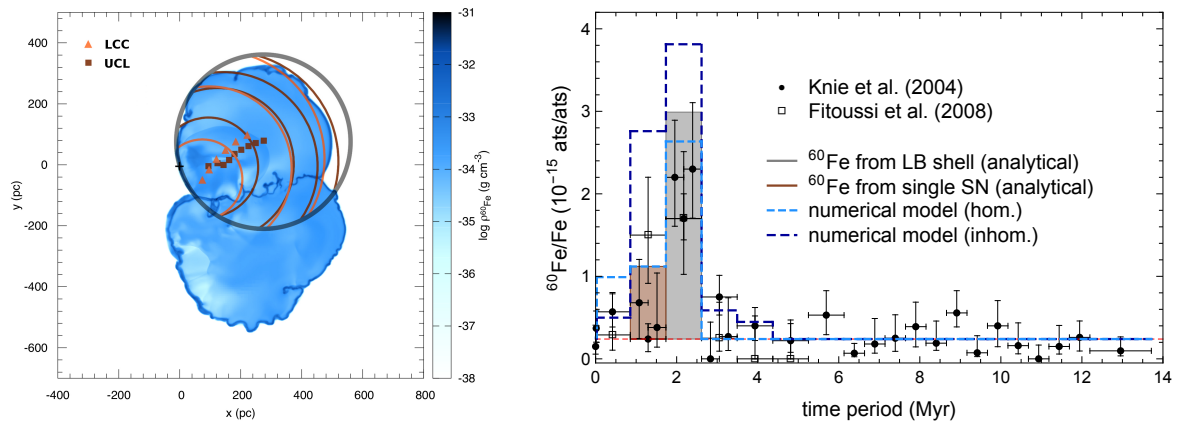 400
200
0
-200
-400
-600
y (pc)
-400 -200 0 200 400 600 800
x (pc)
LCC
UCL
-31
-32
-33
-34
-35
-36
-37
-38
log ρ60Fe (g cm-3)
4
3
2
1
0
60Fe/Fe (10−15 ats/ats)
Knie et al. (2004)
Fitoussi et al. (2008)
60Fe from LB shell (analytical)
60Fe from single SN (analytical)
numerical model (hom.)
numerical model (inhom.)
0 2 4 6 8 10 12 14
time period (Myr)